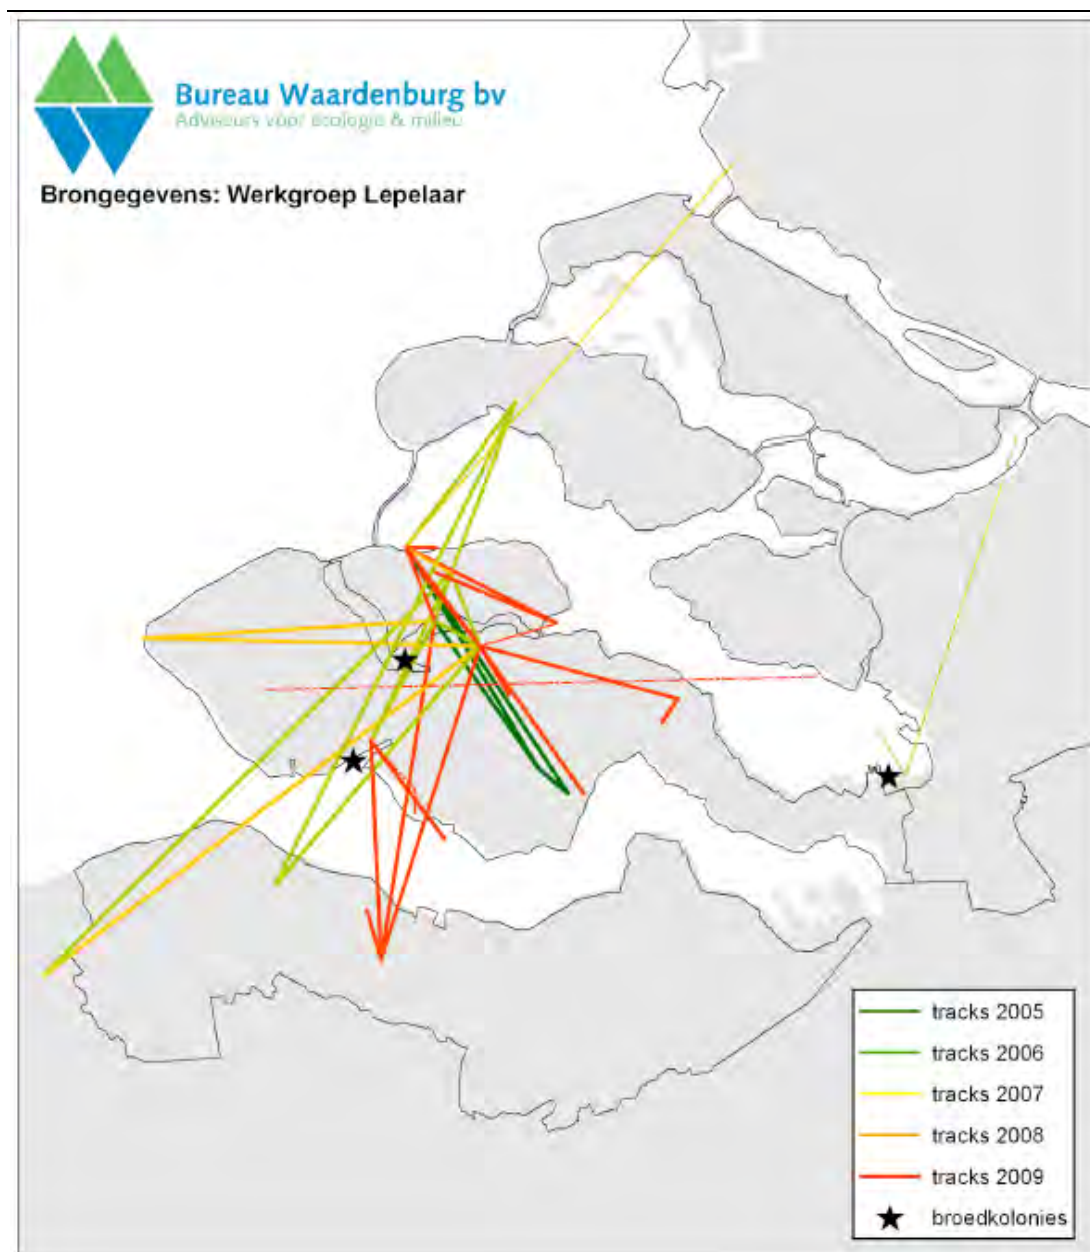 Bureau Waardenburg bv
Adviseurs voor ecologie & milieu
Brongegevens: Werkgroep Lepelaar
tracks 2005
tracks 2006
tracks 2007
tracks 2008
tracks 2009
broedkolonies